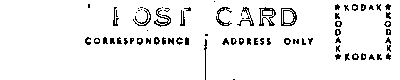 POST CARD
CORRESPONDENCE ADDRESS ONLY
★KODAK★
KODAK
KODAK
★KODAK★